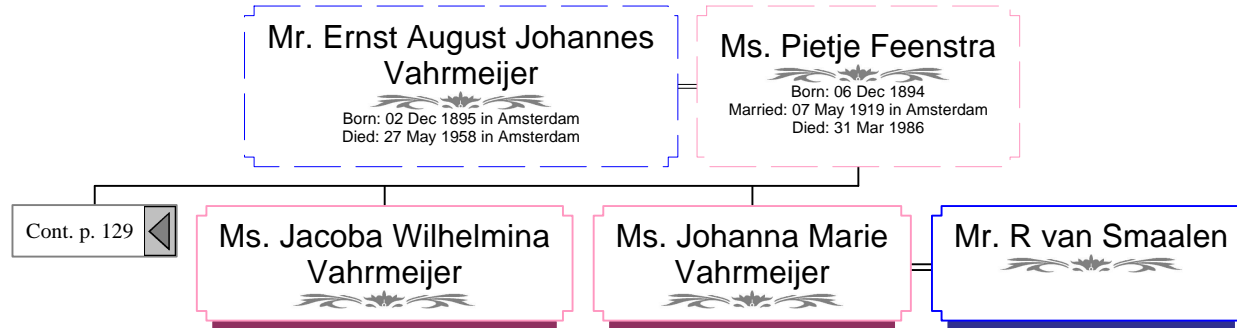 Mr. Ernst August Johannes
Vahrmeijer
Born: 02 Dec 1895 in Amsterdam
Died: 27 May 1958 in Amsterdam
Ms. Pietje Feenstra
Born: 06 Dec 1894
Married: 07 May 1919 in Amsterdam
Died: 31 Mar 1986
Cont. p. 129
Ms. Jacoba Wilhelmina
Vahrmeijer
Ms. Johanna Marie
Vahrmeijer
Mr. R van Smaalen